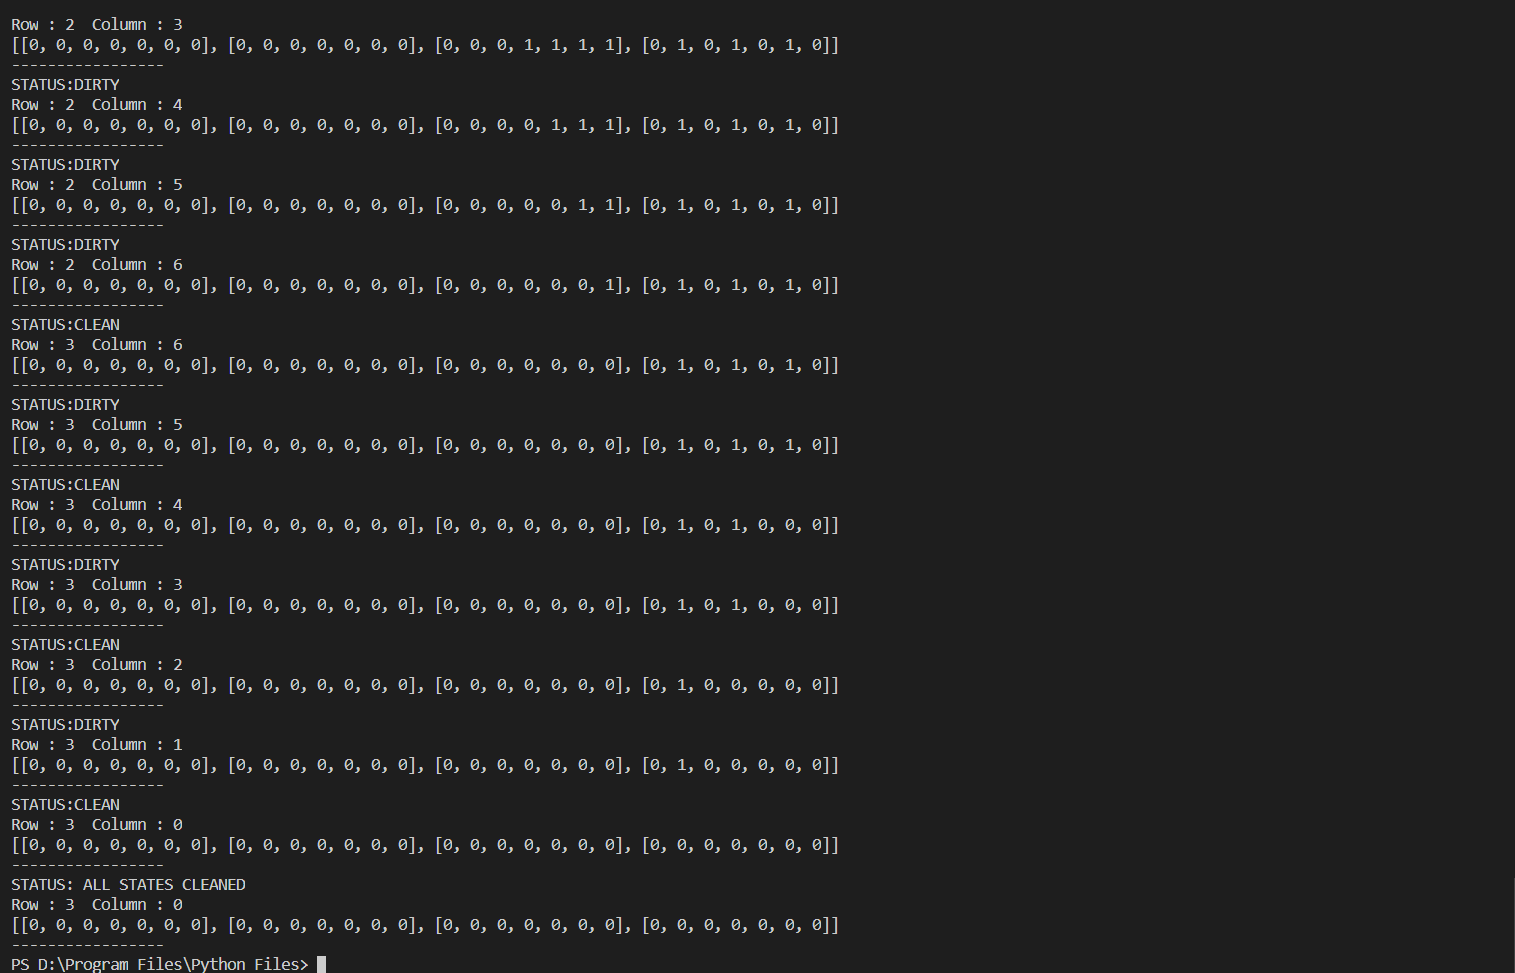 Row : 2  Column : 3
[[0, 0, 0, 0, 0, 0, 0], [0, 0, 0, 0, 0, 0, 0], [0, 0, 0, 1, 1, 1, 1], [0, 1, 0, 1, 0, 1, 0]]
-----------------
STATUS:DIRTY
Row : 2  Column : 4
[[0, 0, 0, 0, 0, 0, 0], [0, 0, 0, 0, 0, 0, 0], [0, 0, 0, 0, 1, 1, 1], [0, 1, 0, 1, 0, 1, 0]]
-----------------
STATUS:DIRTY
Row : 2  Column : 5
[[0, 0, 0, 0, 0, 0, 0], [0, 0, 0, 0, 0, 0, 0], [0, 0, 0, 0, 0, 1, 1], [0, 1, 0, 1, 0, 1, 0]]
-----------------
STATUS:DIRTY
Row : 2  Column : 6
[[0, 0, 0, 0, 0, 0, 0], [0, 0, 0, 0, 0, 0, 0], [0, 0, 0, 0, 0, 0, 1], [0, 1, 0, 1, 0, 1, 0]]
-----------------
STATUS:CLEAN
Row : 3  Column : 6
[[0, 0, 0, 0, 0, 0, 0], [0, 0, 0, 0, 0, 0, 0], [0, 0, 0, 0, 0, 0, 0], [0, 1, 0, 1, 0, 1, 0]]
-----------------
STATUS:DIRTY
Row : 3  Column : 5
[[0, 0, 0, 0, 0, 0, 0], [0, 0, 0, 0, 0, 0, 0], [0, 0, 0, 0, 0, 0, 0], [0, 1, 0, 1, 0, 1, 0]]
-----------------
STATUS:CLEAN
Row : 3  Column : 4
[[0, 0, 0, 0, 0, 0, 0], [0, 0, 0, 0, 0, 0, 0], [0, 0, 0, 0, 0, 0, 0], [0, 1, 0, 1, 0, 0, 0]]
-----------------
STATUS:DIRTY
Row : 3  Column : 3
[[0, 0, 0, 0, 0, 0, 0], [0, 0, 0, 0, 0, 0, 0], [0, 0, 0, 0, 0, 0, 0], [0, 1, 0, 1, 0, 0, 0]]
-----------------
STATUS:CLEAN
Row : 3  Column : 2
[[0, 0, 0, 0, 0, 0, 0], [0, 0, 0, 0, 0, 0, 0], [0, 0, 0, 0, 0, 0, 0], [0, 1, 0, 0, 0, 0, 0]]
-----------------
STATUS:DIRTY
Row : 3  Column : 1
[[0, 0, 0, 0, 0, 0, 0], [0, 0, 0, 0, 0, 0, 0], [0, 0, 0, 0, 0, 0, 0], [0, 1, 0, 0, 0, 0, 0]]
-----------------
STATUS:CLEAN
Row : 3  Column : 0
[[0, 0, 0, 0, 0, 0, 0], [0, 0, 0, 0, 0, 0, 0], [0, 0, 0, 0, 0, 0, 0], [0, 0, 0, 0, 0, 0, 0]]
-----------------
STATUS: ALL STATES CLEANED
Row : 3  Column : 0
[[0, 0, 0, 0, 0, 0, 0], [0, 0, 0, 0, 0, 0, 0], [0, 0, 0, 0, 0, 0, 0], [0, 0, 0, 0, 0, 0, 0]]
-----------------
PS D:\Program Files\Python Files>